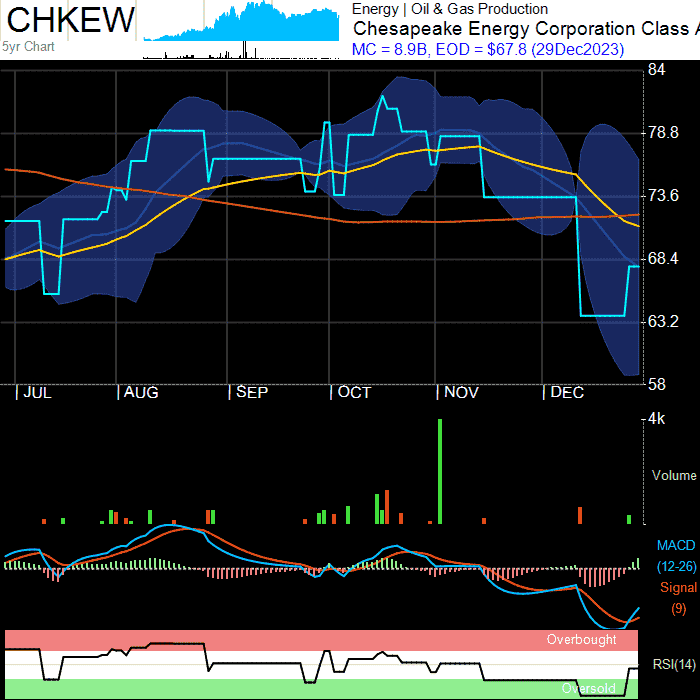 CHKEW
5yr Chart
Energy | Oil & Gas Production
Chesapeake Energy Corporation Class A
MC = 8.9B, EOD = $67.8 (29Dec2023)
84
78.8
73.6
68.4
63.2
58
JUL AUG SEP OCT NOV DEC
4k
Volume
MACD
(12-26)
Signal
(9)
Overbought
RSI(14)
Oversold